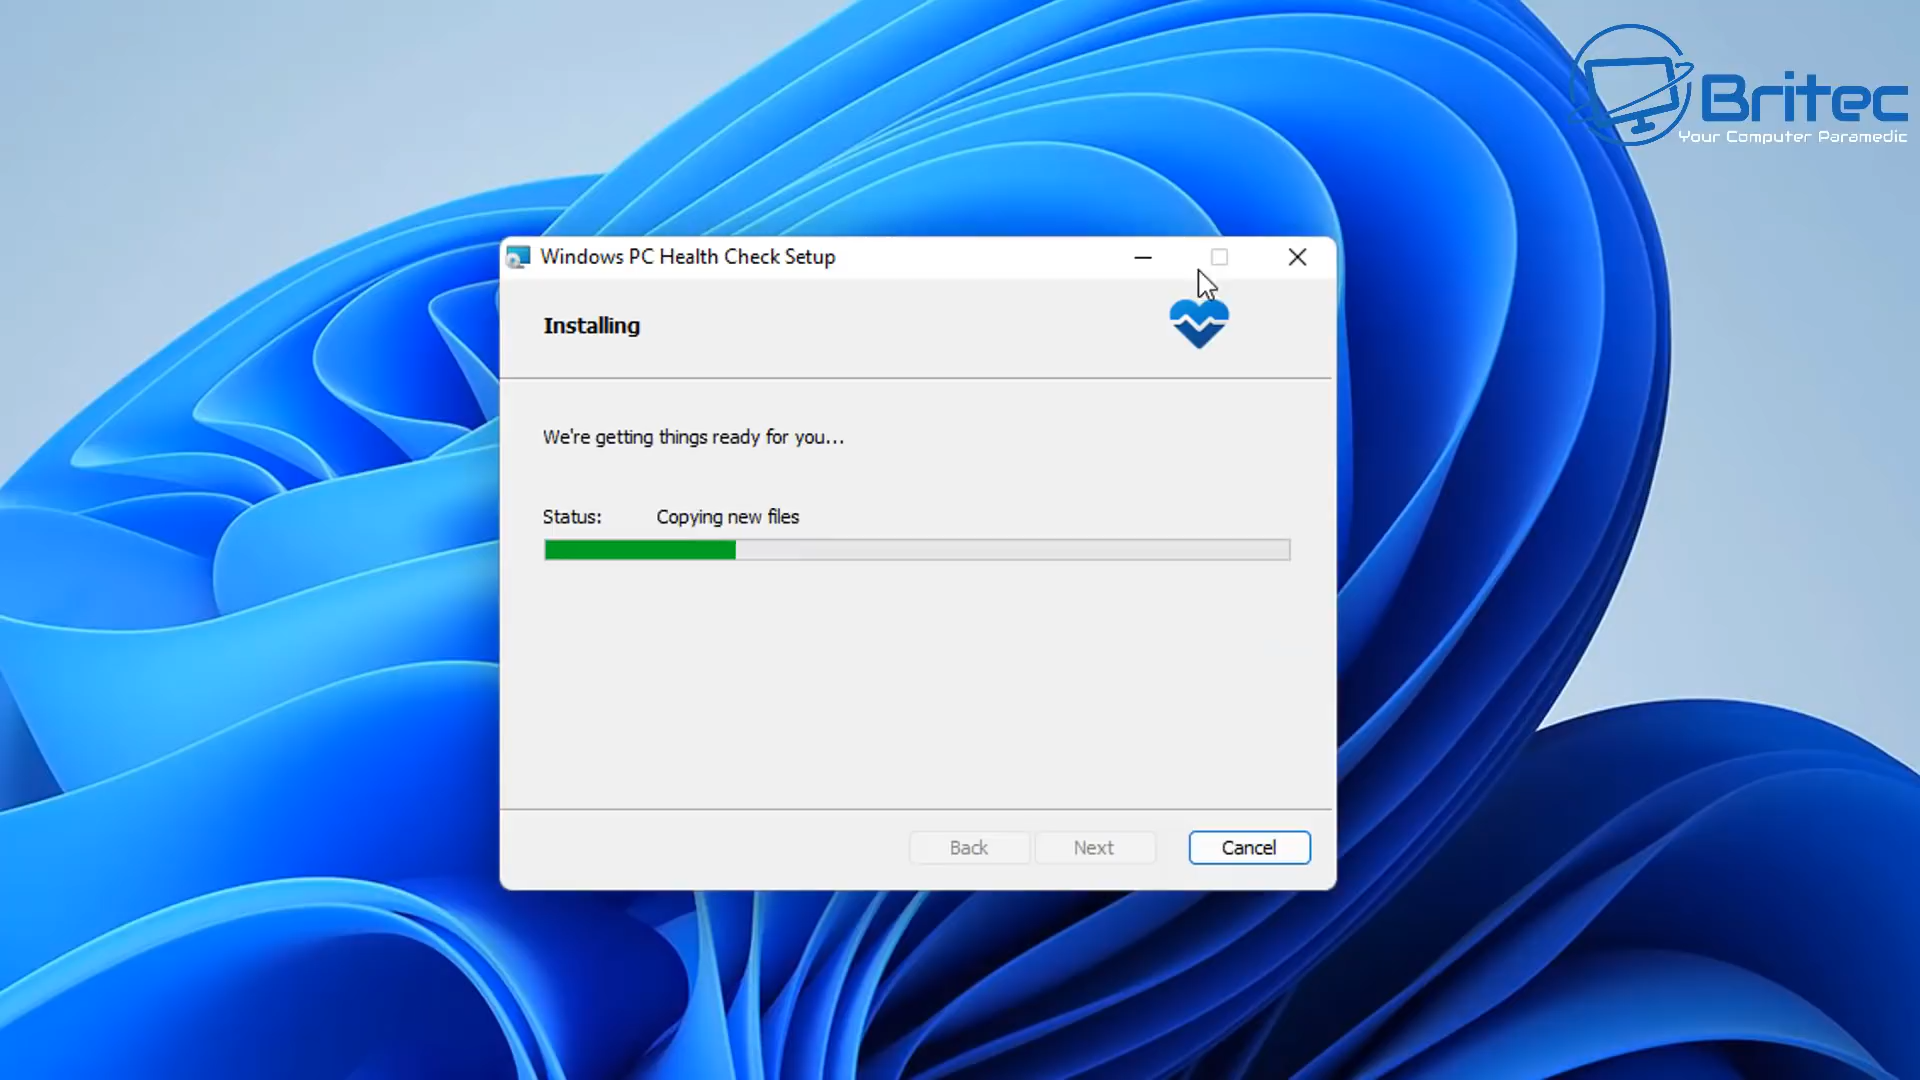 Britec
Your Computer Paramedic
Windows PC Health Check Setup
Installing
We're getting things ready for you...
Status: Copying new files
Back Next Cancel